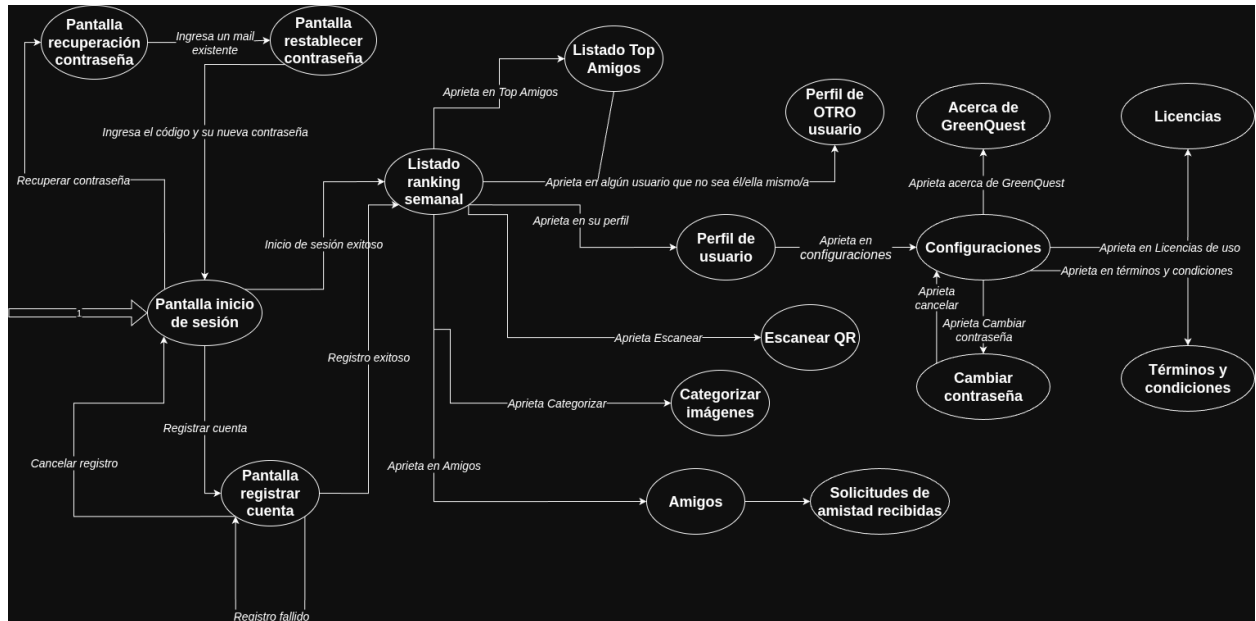 Pantalla
recuperación
contraseña
Ingresa un mail
existente
Pantalla
restablecer
contraseña
Listado Top
Amigos
Aprieta en Top Amigos
Perfil de
OTRO
usuario
Acerca de
GreenQuest
Licencias
Ingresa el código y su nueva contraseña
Recuperar contraseña
Listado
ranking
semanal
Aprieta en algún usuario que no sea él/ella mismo/a
Aprieta acerca de GreenQuest
Aprieta en su perfil
Inicio de sesión exitoso
Perfil de
usuario
Aprieta en
configuraciones
Configuraciones
Aprieta en Licencias de uso
Aprieta en términos y condiciones
1
Pantalla inicio
de sesión
Aprieta
cancelar
Aprieta Cambiar
contraseña
Registro exitoso
Aprieta Escanear
Escanear QR
Cambiar
contraseña
Términos y
condiciones
Aprieta Categorizar
Categorizar
imágenes
Registrar cuenta
Cancelar registro
Aprieta en Amigos
Pantalla
registrar
cuenta
Amigos
Solicitudes de
amistad recibidas
Registro fallido